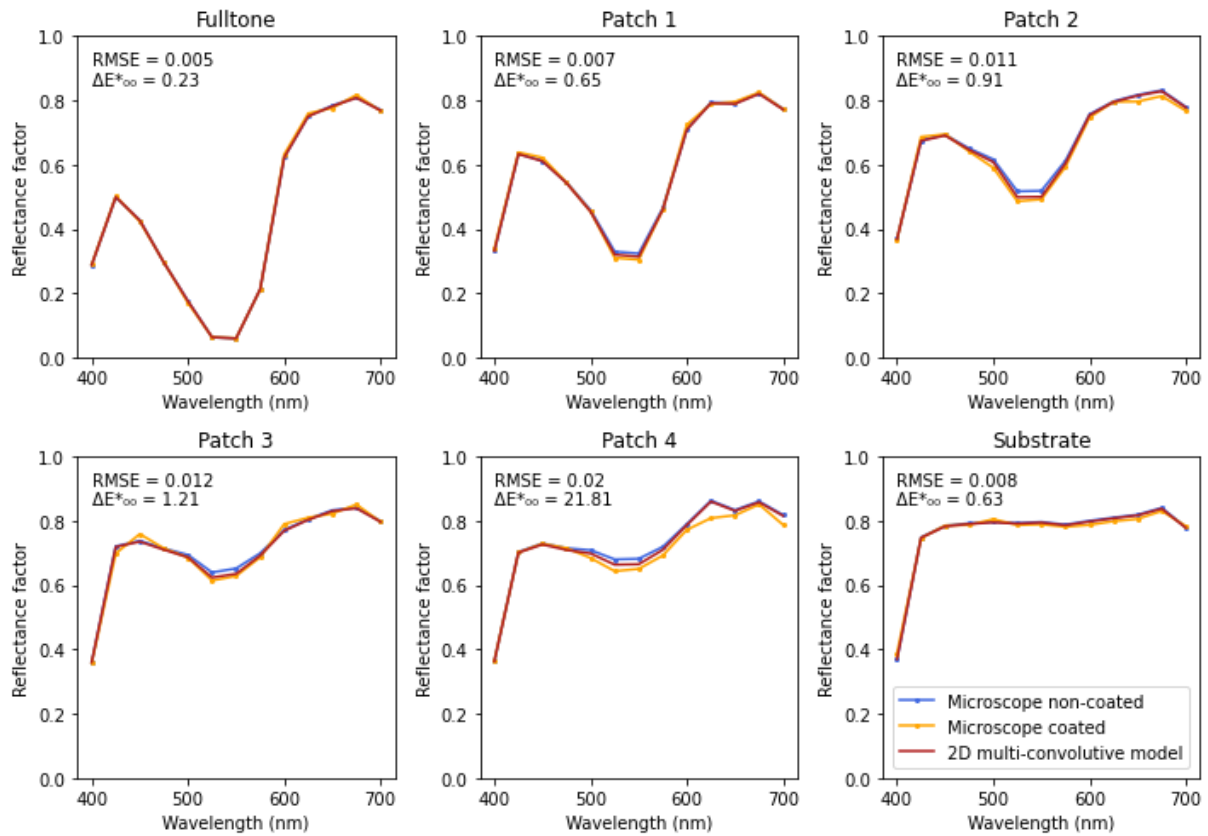 Fulltone
RMSE = 0.005
ΔE*₀₀ = 0.23
1.0
0.8
0.6
0.4
0.2
0.0
Reflectance factor
400
500
600
700
Wavelength (nm)
Patch 1
RMSE = 0.007
ΔE*₀₀ = 0.65
1.0
0.8
0.6
0.4
0.2
0.0
Reflectance factor
400
500
600
700
Wavelength (nm)
Patch 2
RMSE = 0.011
ΔE*₀₀ = 0.91
1.0
0.8
0.6
0.4
0.2
0.0
Reflectance factor
400
500
600
700
Wavelength (nm)
Patch 3
RMSE = 0.012
ΔE*₀₀ = 1.21
1.0
0.8
0.6
0.4
0.2
0.0
Reflectance factor
400
500
600
700
Wavelength (nm)
Patch 4
RMSE = 0.02
ΔE*₀₀ = 21.81
1.0
0.8
0.6
0.4
0.2
0.0
Reflectance factor
400
500
600
700
Wavelength (nm)
Substrate
RMSE = 0.008
ΔE*₀₀ = 0.63
1.0
0.8
0.6
0.4
0.2
0.0
Reflectance factor
Microscope non-coated
Microscope coated
2D multi-convolutive model
400
500
600
700
Wavelength (nm)